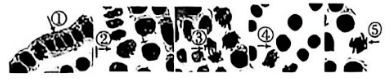 ① ② ③ ④ ⑤